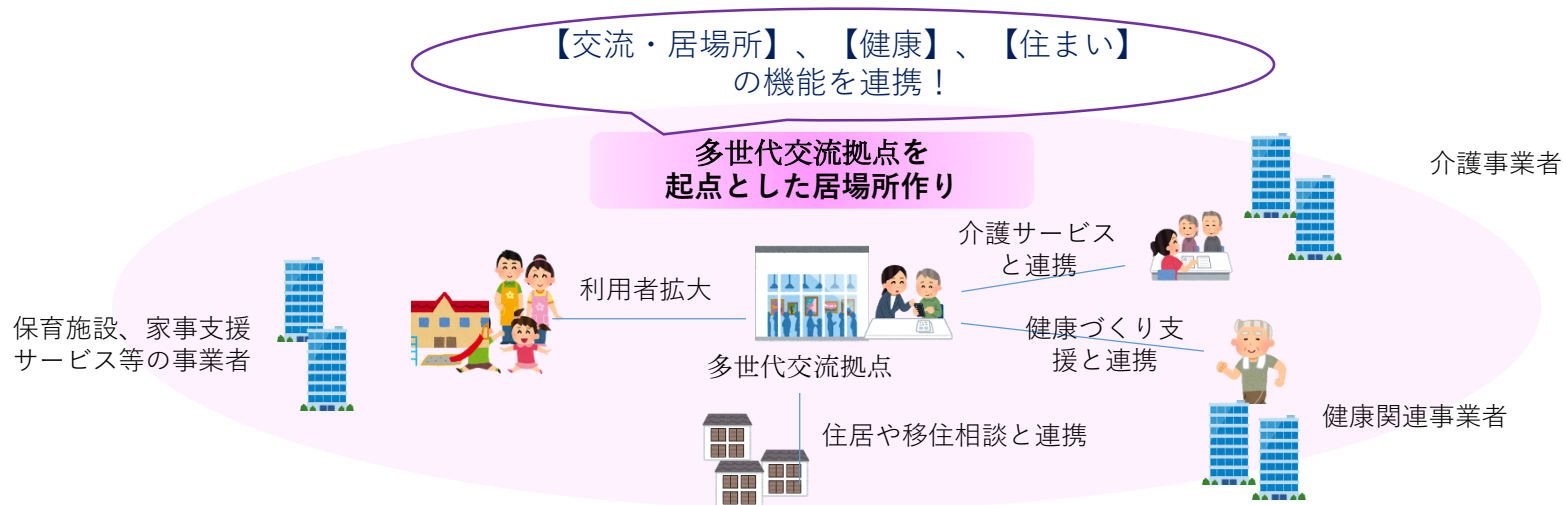 【交流・居場所】、【健康】、【住まい】
の機能を連携！
多世代交流拠点を
起点とした居場所作り
介護事業者
介護サービス
と連携
利用者拡大
保育施設、家事支援
サービス等の事業者
健康づくり支
援と連携
多世代交流拠点
健康関連事業者
住居や移住相談と連携